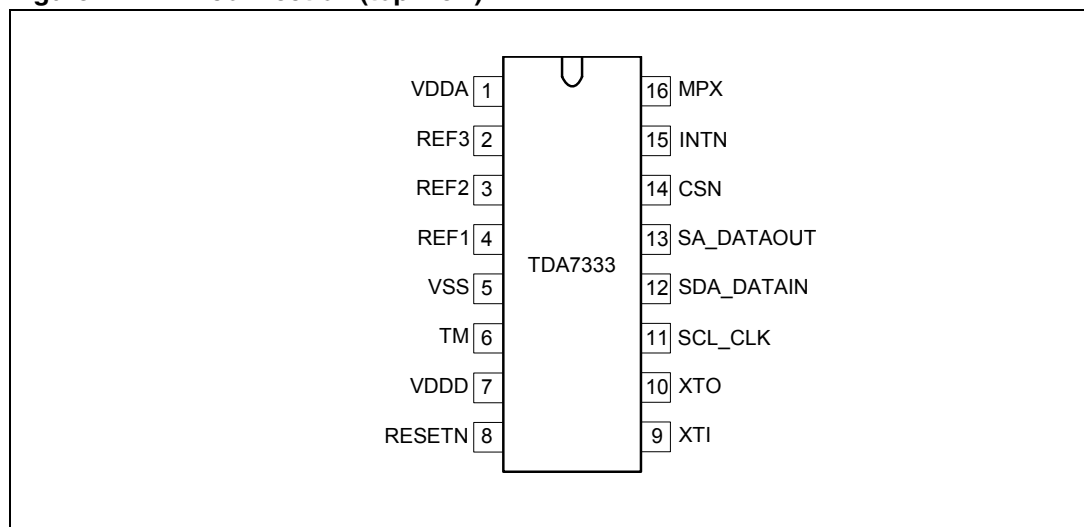 VDDA 1
REF3 2
REF2 3
REF1 4
VSS 5
TM 6
VDDD 7
RESETN 8
TDA7333
16 MPX
15 INTN
14 CSN
13 SA_DATAOUT
12 SDA_DATAIN
11 SCL_CLK
10 XTO
9 XTI